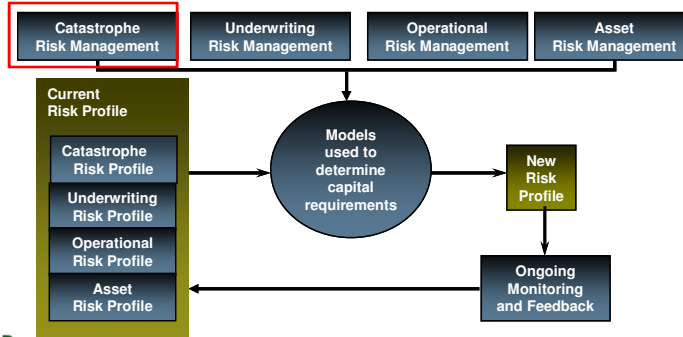 Catastrophe
Risk Management
Underwriting
Risk Management
Operational
Risk Management
Asset
Risk Management
Current
Risk Profile
Catastrophe
Risk Profile
Underwriting
Risk Profile
Operational
Risk Profile
Asset
Risk Profile
Models
used to
determine
capital
requirements
New
Risk
Profile
Ongoing
Monitoring
and Feedback